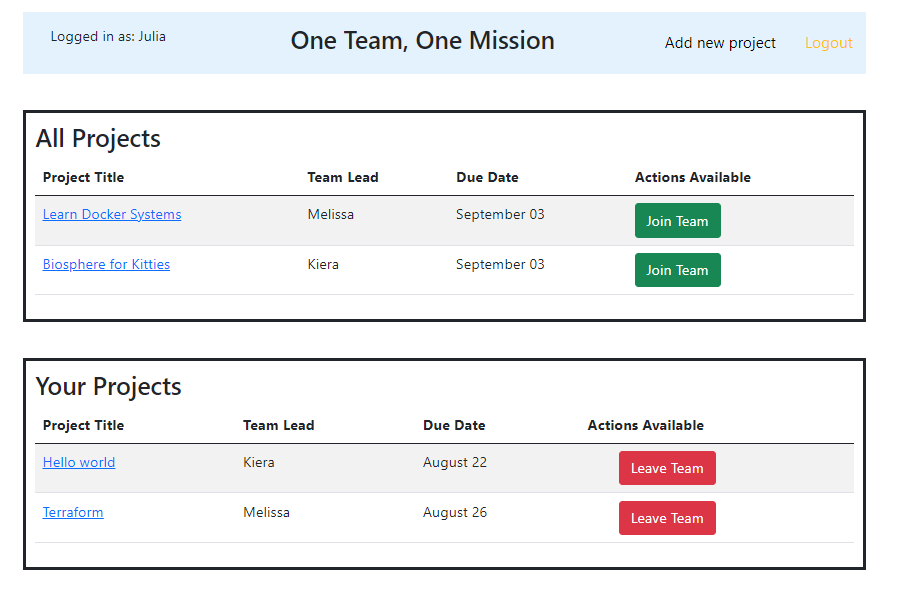 Logged in as: Julia One Team, One Mission Add new project Logout
All Projects
Project Title Team Lead Due Date Actions Available
Learn Docker Systems Melissa September 03 Join Team
Biosphere for Kitties Kiera September 03 Join Team
Your Projects
Project Title Team Lead Due Date Actions Available
Hello world Kiera August 22 Leave Team
Terraform Melissa August 26 Leave Team